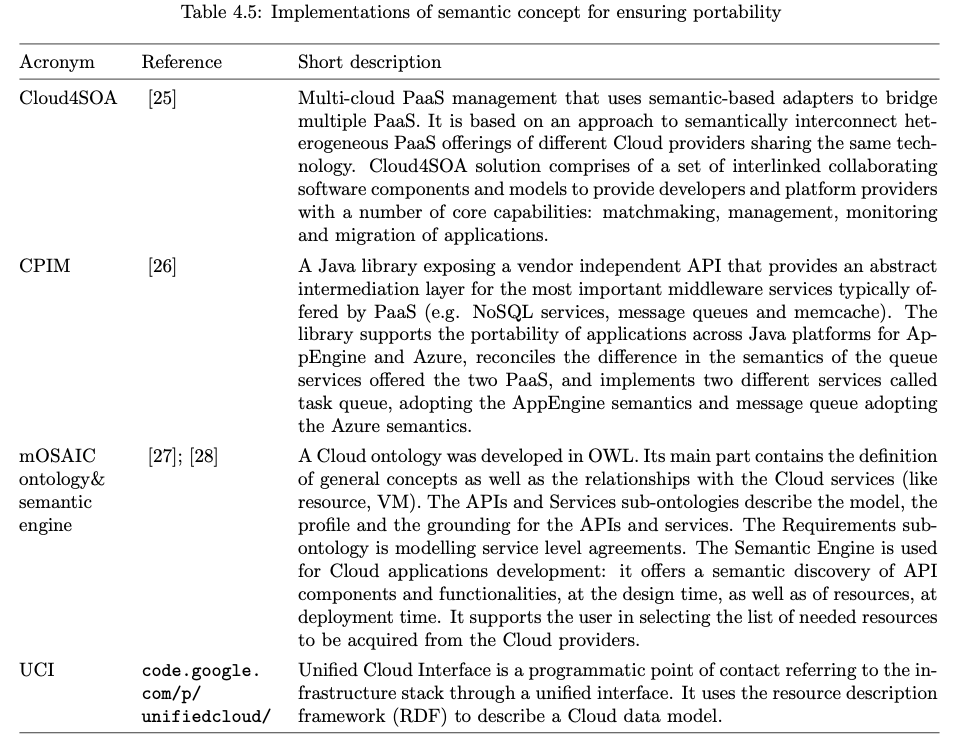 Table 4.5: Implementations of semantic concept for ensuring portability
Acronym Reference Short description
Cloud4SOA [25] Multi-cloud PaaS management that uses semantic-based adapters to bridge
multiple PaaS. It is based on an approach to semantically interconnect het-
erogeneous PaaS offerings of different Cloud providers sharing the same tech-
nology. Cloud4SOA solution comprises of a set of interlinked collaborating
software components and models to provide developers and platform providers
with a number of core capabilities: matchmaking, management, monitoring
and migration of applications.
CPIM [26] A Java library exposing a vendor independent API that provides an abstract
intermediation layer for the most important middleware services typically of-
fered by PaaS (e.g. NoSQL services, message queues and memcache). The
library supports the portability of applications across Java platforms for Ap-
pEngine and Azure, reconciles the difference in the semantics of the queue
services offered the two PaaS, and implements two different services called
task queue, adopting the AppEngine semantics and message queue adopting
the Azure semantics.
mOSAIC [27]; [28] A Cloud ontology was developed in OWL. Its main part contains the definition
ontology& of general concepts as well as the relationships with the Cloud services (like
semantic resource, VM). The APIs and Services sub-ontologies describe the model, the
engine profile and the grounding for the APIs and services. The Requirements sub-
ontology is modelling service level agreements. The Semantic Engine is used
for Cloud applications development: it offers a semantic discovery of API
components and functionalities, at the design time, as well as of resources, at
deployment time. It supports the user in selecting the list of needed resources
to be acquired from the Cloud providers.
UCI code.google. Unified Cloud Interface is a programmatic point of contact referring to the in-
com/p/ frastructure stack through a unified interface. It uses the resource description
unifiedcloud/ framework (RDF) to describe a Cloud data model.